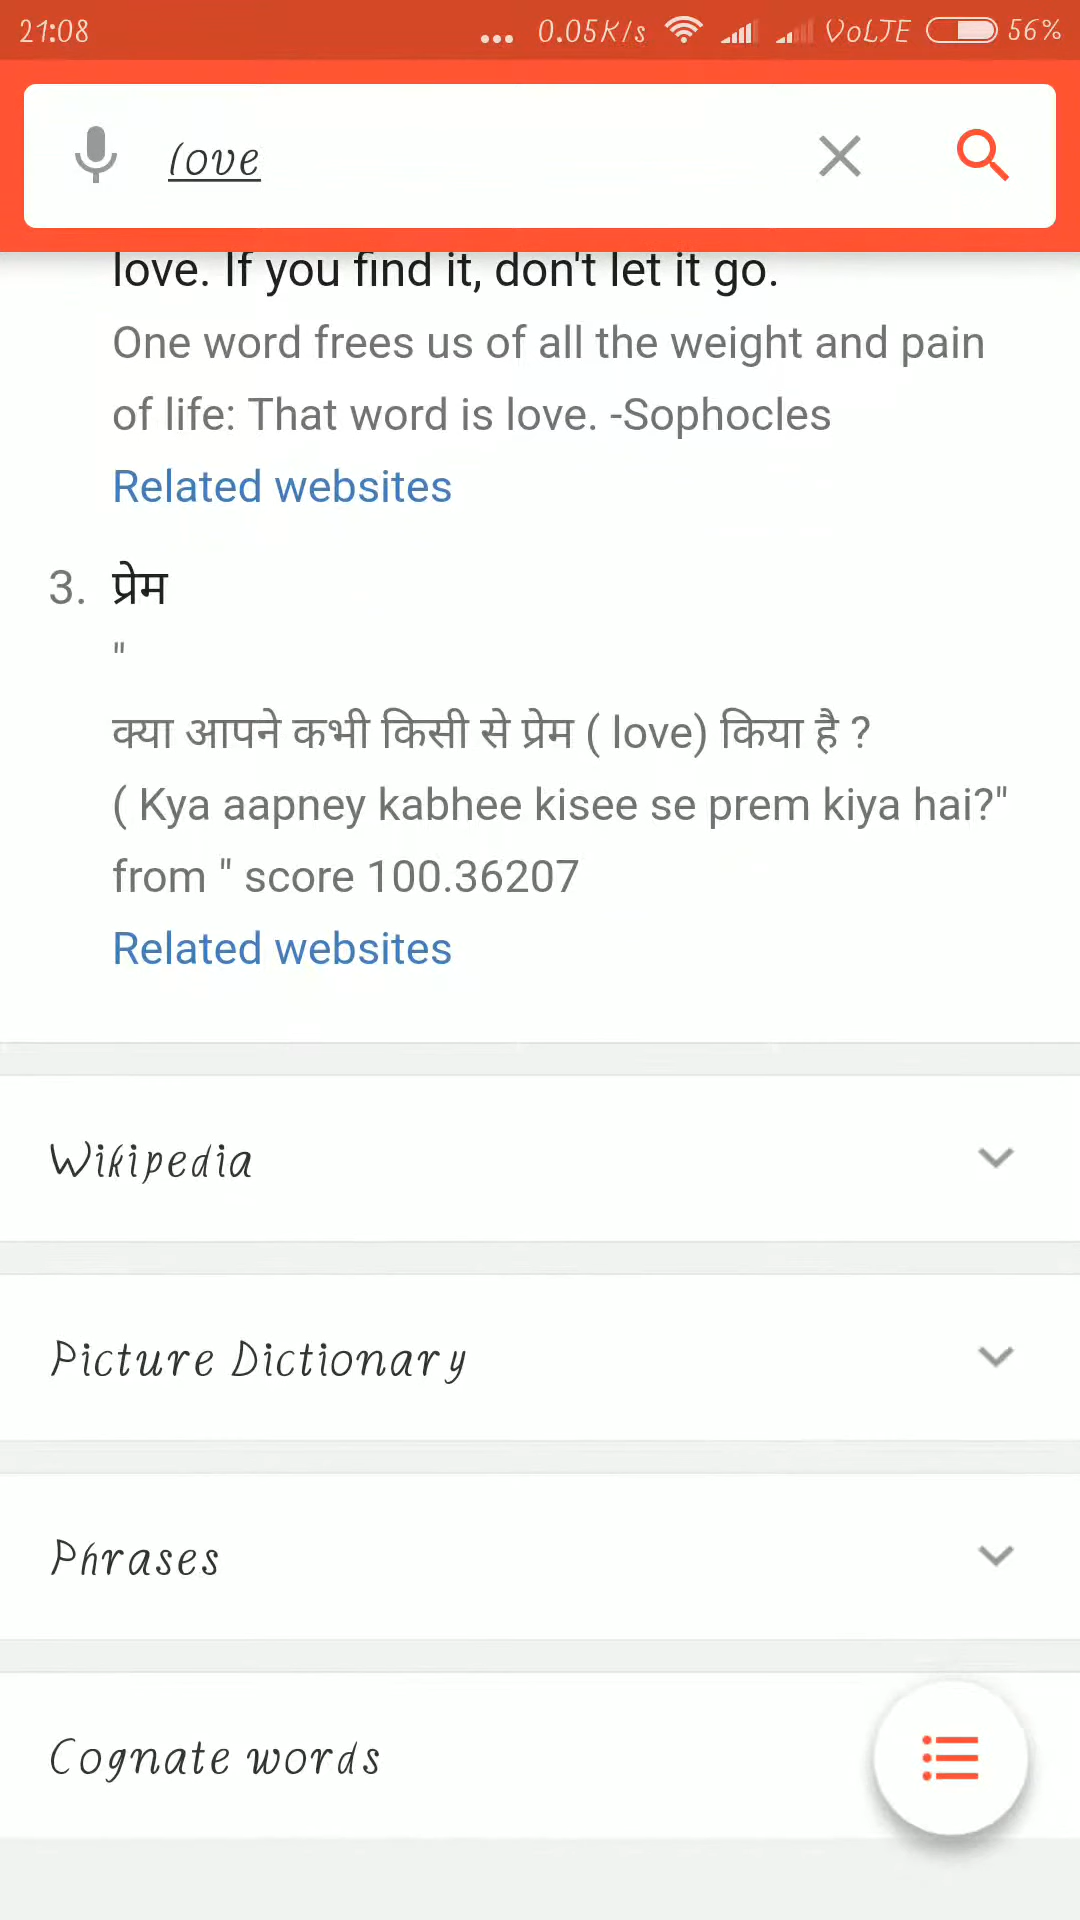 21:08 ... 0.05K/s VoLTE 56%
love
love. If you find it, don't let it go.
One word frees us of all the weight and pain
of life: That word is love. -Sophocles
Related websites
3. प्रेम
"
क्या आपने कभी किसी से प्रेम ( love) किया है ?
( Kya aapney kabhee kisee se prem kiya hai?"
from " score 100.36207
Related websites
Wikipedia
Picture Dictionary
Phrases
Cognate words